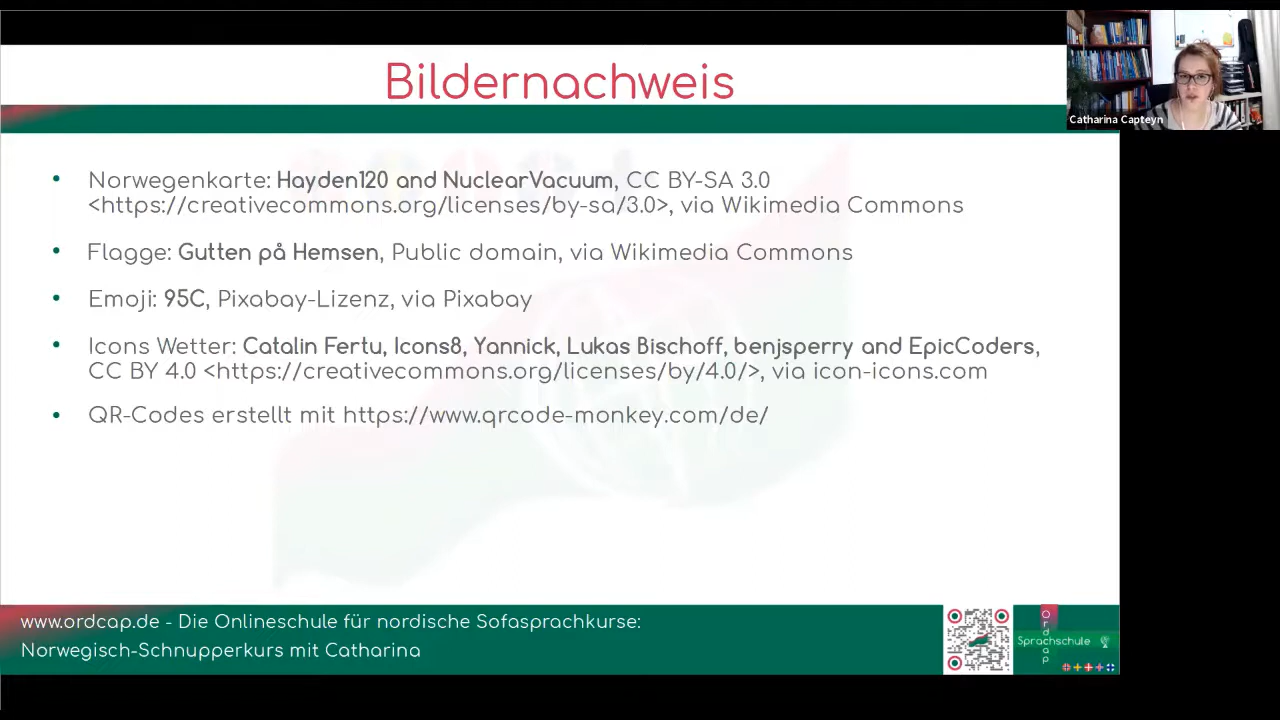 Bildernachweis
Catharina Capteyn
• Norwegenkarte: Hayden120 and NuclearVacuum, CC BY-SA 3.0
<https://creativecommons.org/licenses/by-sa/3.0>, via Wikimedia Commons
• Flagge: Gutten på Hemsen, Public domain, via Wikimedia Commons
• Emoji: 95C, Pixabay-Lizenz, via Pixabay
• Icons Wetter: Catalin Fertu, Icons8, Yannick, Lukas Bischoff, benjsperry and EpicCoders,
CC BY 4.0 <https://creativecommons.org/licenses/by/4.0/>, via icon-icons.com
• QR-Codes erstellt mit https://www.qrcode-monkey.com/de/
www.ordcap.de - Die Onlineschule für nordische Sofasprachkurse:
Norwegisch-Schnupperkurs mit Catharina
Ordcap
Sprachschule